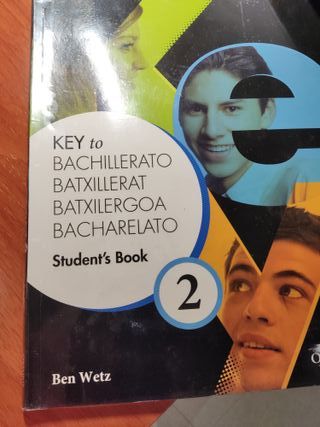 KEY to
BACHILLERATO
BATXILLERAT
BATXILERGOA
BACHARELATO
Student's Book
2
Ben Wetz